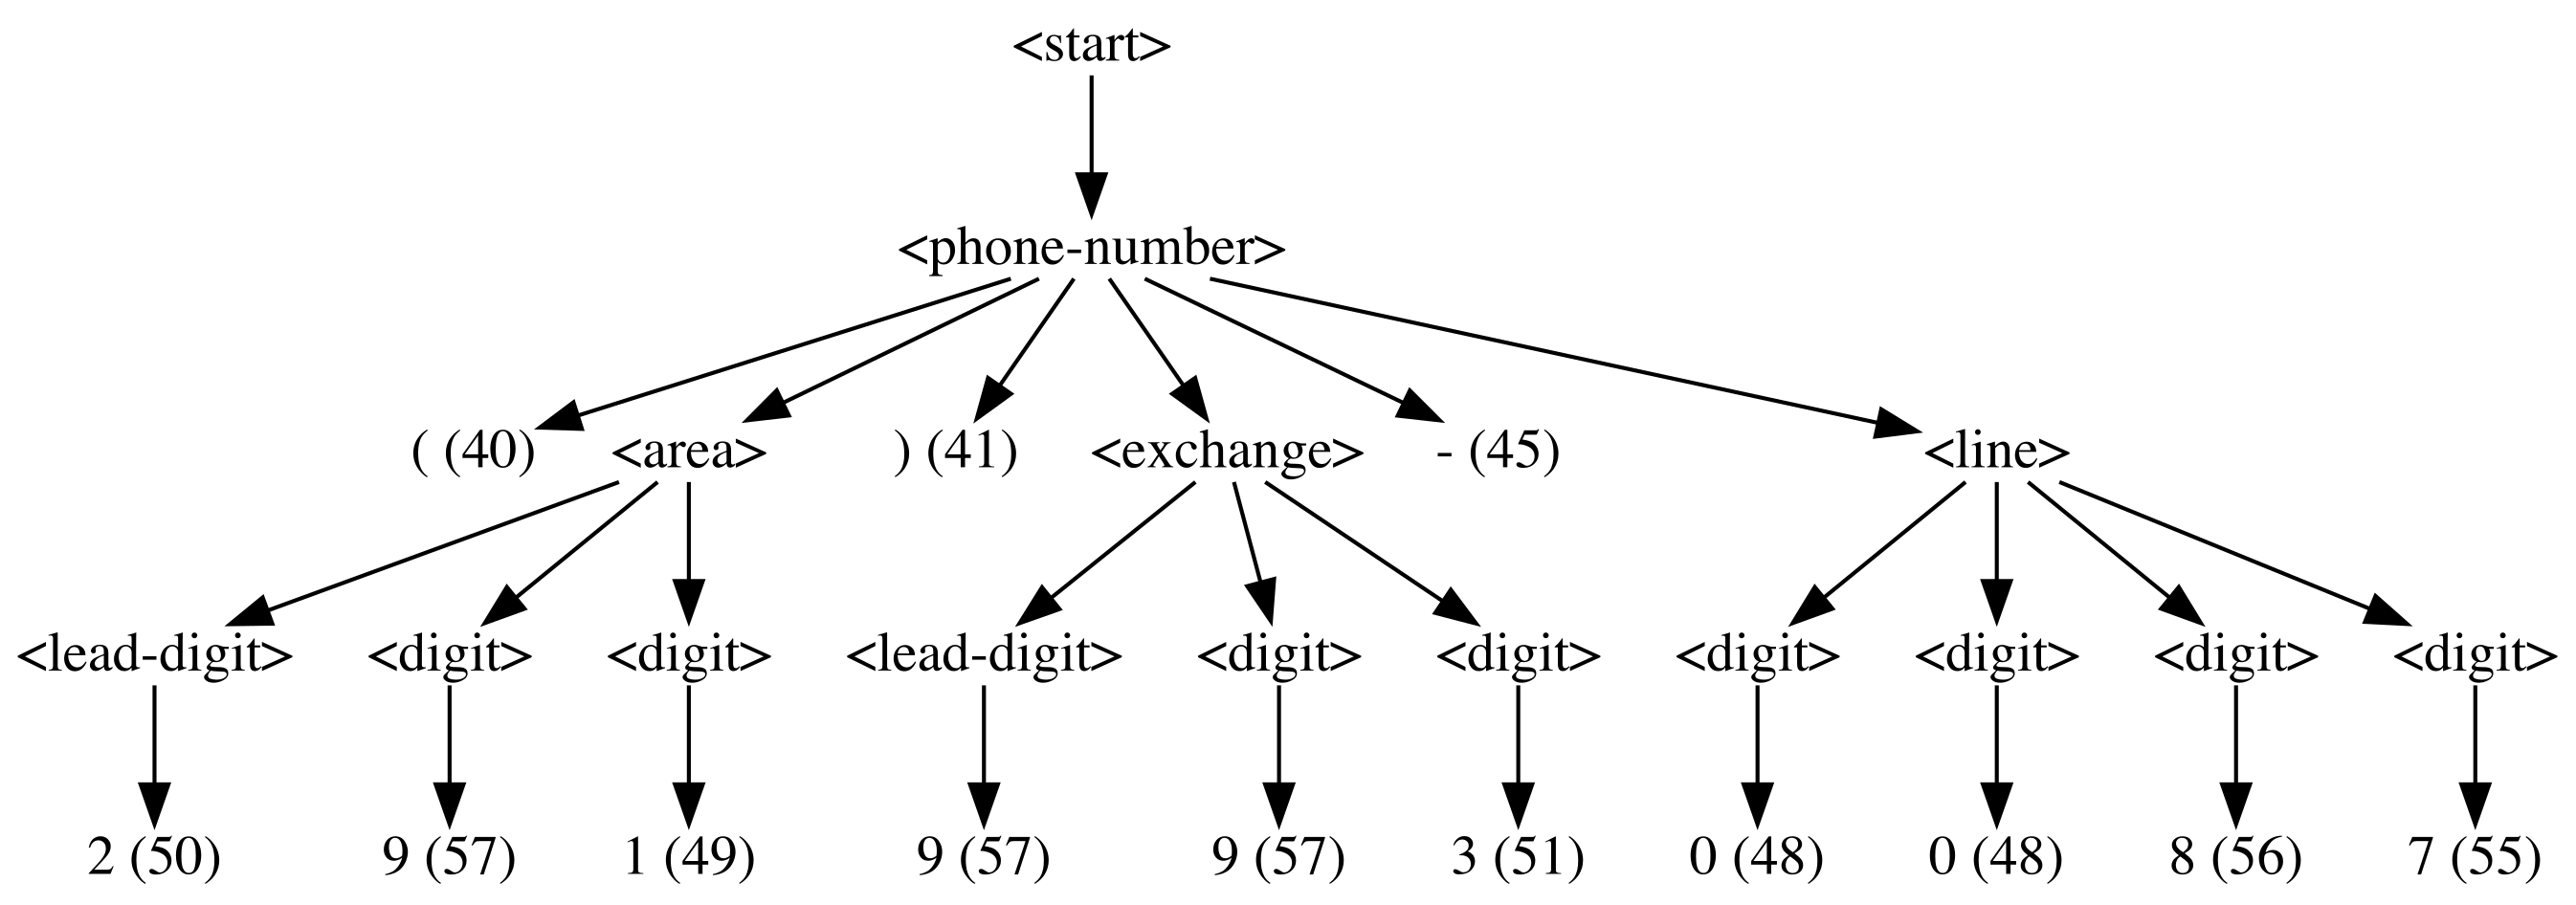 <start>
<phone-number>
( (40) <area> ) (41) <exchange> - (45) <line>
<lead-digit> <digit> <digit> <lead-digit> <digit> <digit> <digit> <digit> <digit> <digit>
2 (50) 9 (57) 1 (49) 9 (57) 9 (57) 3 (51) 0 (48) 0 (48) 8 (56) 7 (55)